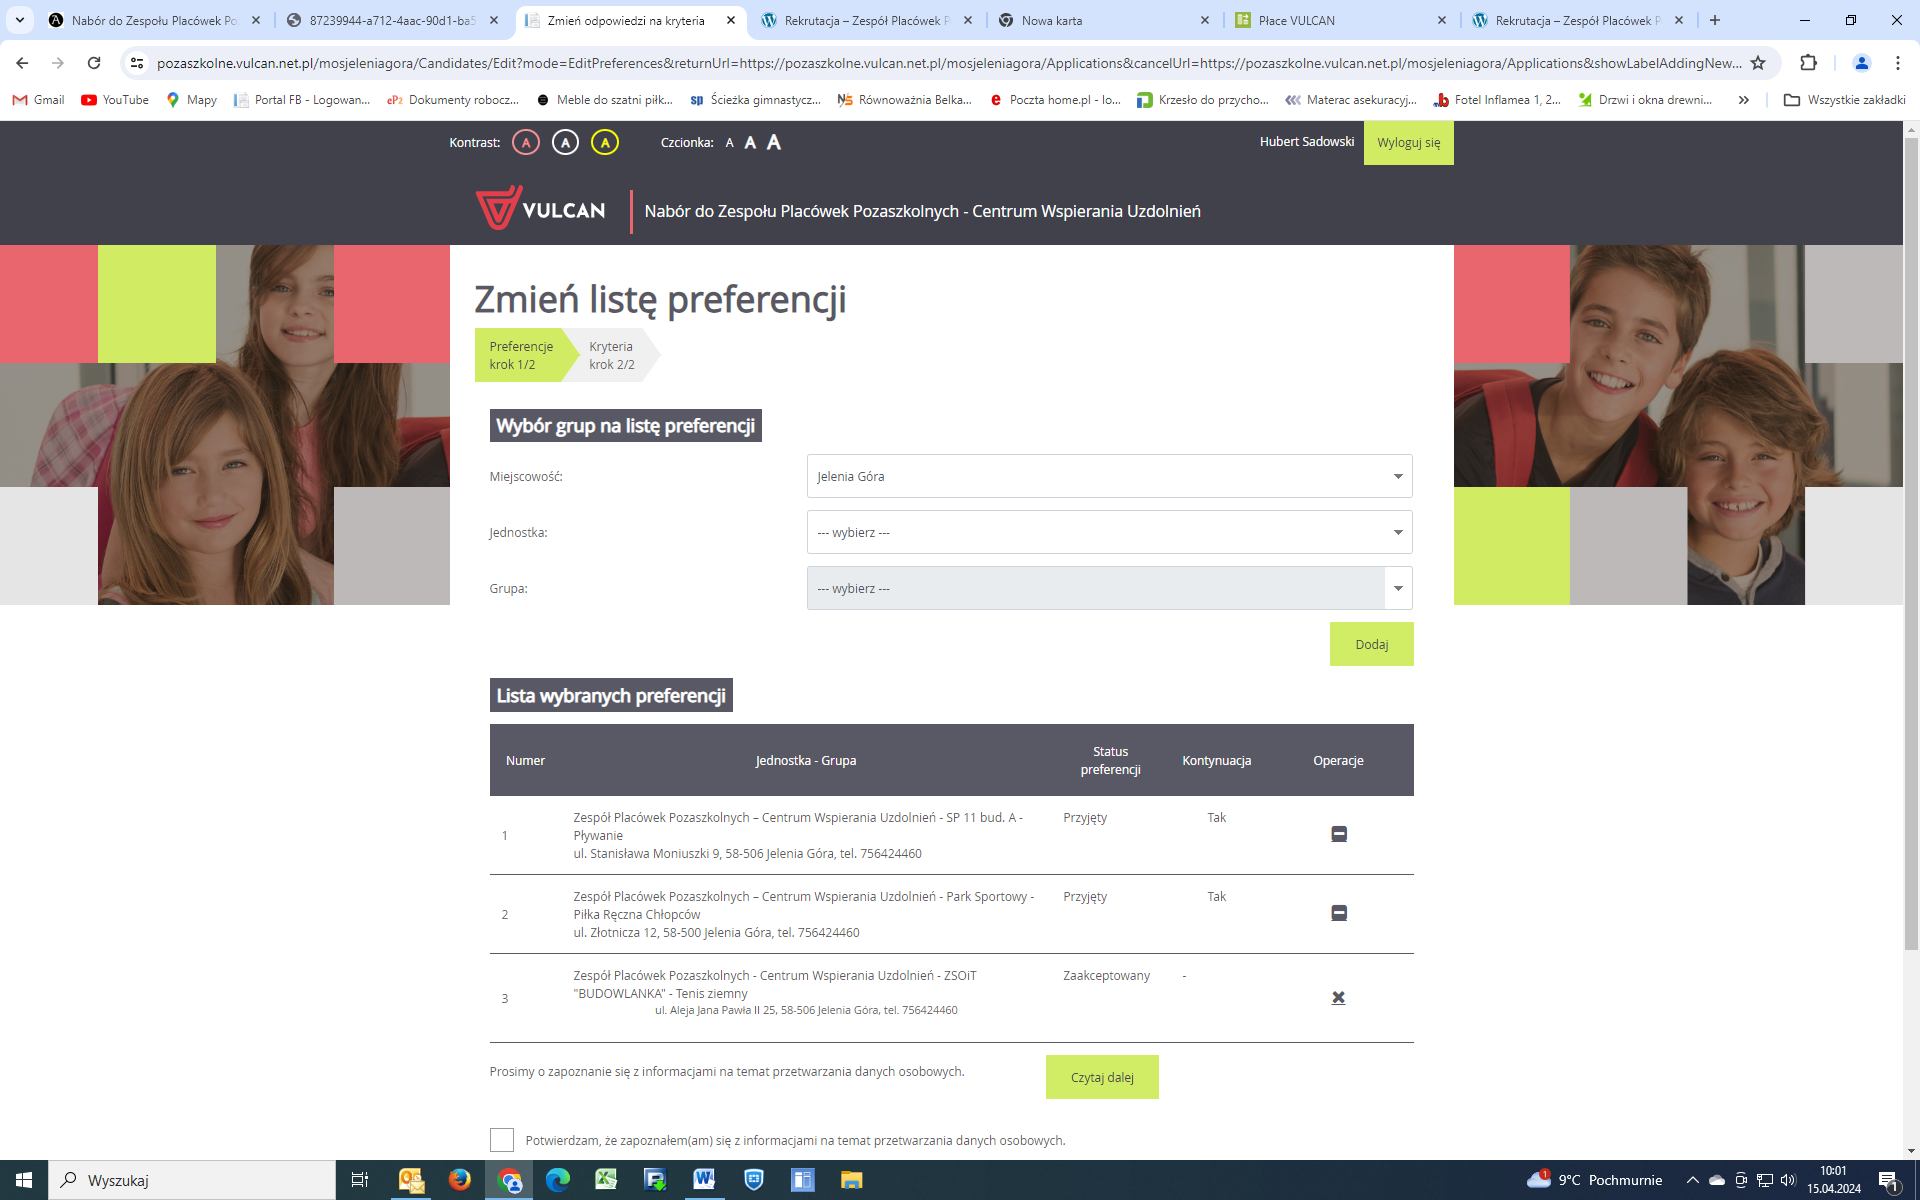 Nabór do Zespołu Placówek Po
87239944-a712-4aac-90d1-ba5
Zmień odpowiedzi na kryteria
Rekrutacja – Zespół Placówek P
Nowa karta
Płace VULCAN
Rekrutacja – Zespół Placówek P
pozaszkolne.vulcan.net.pl/mosjeleniagora/Candidates/Edit?mode=EditPreferences&returnUrl=https://pozaszkolne.vulcan.net.pl/mosjeleniagora/Applications&cancelUrl=https://pozaszkolne.vulcan.net.pl/mosjeleniagora/Applications&showLabelAddingNew...
Gmail
YouTube
Mapy
Portal FB - Logowan...
Dokumenty robocz...
Meble do szatni piłk...
Ścieżka gimnastycz...
Równoważnia Belka...
Poczta home.pl - lo...
Krzesło do przycho...
Materac asekuracyj...
Fotel Inflamea 1, 2...
Drzwi i okna drewni...
Wszystkie zakładki
Kontrast: A A A Czcionka: A A A
Hubert Sadowski Wyloguj się
VULCAN Nabór do Zespołu Placówek Pozaszkolnych - Centrum Wspierania Uzdolnień
Zmień listę preferencji
Preferencje
krok 1/2
Kryteria
krok 2/2
Wybór grup na listę preferencji
Miejscowość: Jelenia Góra
Jednostka: --- wybierz ---
Grupa: --- wybierz ---
Dodaj
Lista wybranych preferencji
Numer Jednostka - Grupa Status preferencji Kontynuacja Operacje
1
Zespół Placówek Pozaszkolnych – Centrum Wspierania Uzdolnień - SP 11 bud. A - Przyjęty Tak
Pływanie
ul. Stanisława Moniuszki 9, 58-506 Jelenia Góra, tel. 756424460
2
Zespół Placówek Pozaszkolnych – Centrum Wspierania Uzdolnień - Park Sportowy - Przyjęty Tak
Piłka Ręczna Chłopców
ul. Złotnicza 12, 58-500 Jelenia Góra, tel. 756424460
3
Zespół Placówek Pozaszkolnych - Centrum Wspierania Uzdolnień - ZSOiT Zaakceptowany -
"BUDOWLANKA" - Tenis ziemny
ul. Aleja Jana Pawła II 25, 58-506 Jelenia Góra, tel. 756424460
Prosimy o zapoznanie się z informacjami na temat przetwarzania danych osobowych. Czytaj dalej
Potwierdzam, że zapoznałem(am) się z informacjami na temat przetwarzania danych osobowych.
Wyszukaj
1
9°C Pochmurnie
10:01
15.04.2024
1